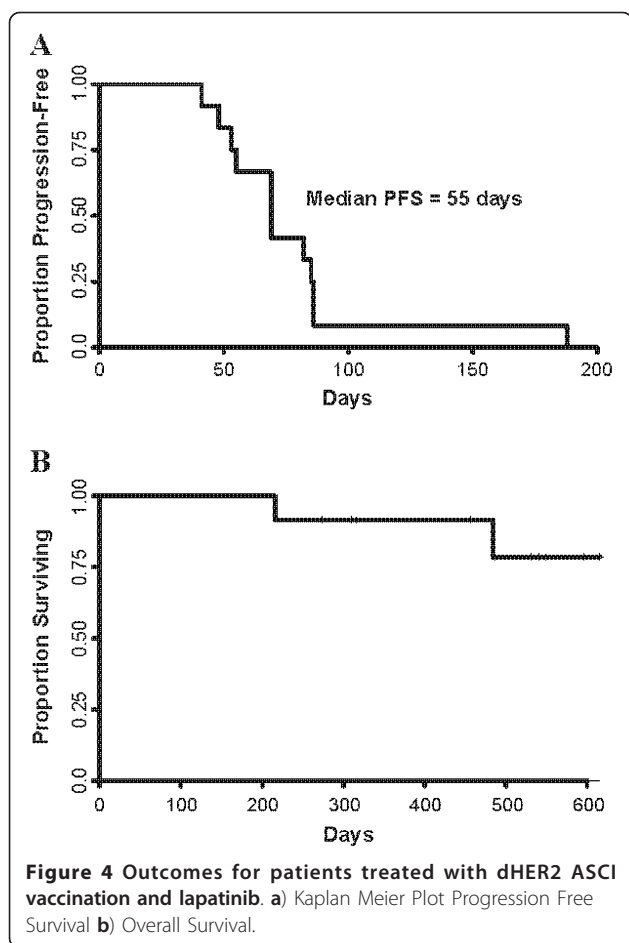 A
Proportion Progression-Free
1.00
0.75
0.50
0.25
0.0
Median PFS = 55 days
0 50 100 150 200
Days
B
Proportion Surviving
1.00
0.75
0.50
0.25
0.0
0 100 200 300 400 500 600
Days
Figure 4 Outcomes for patients treated with dHER2 ASCI
vaccination and lapatinib. a) Kaplan Meier Plot Progression Free
Survival b) Overall Survival.